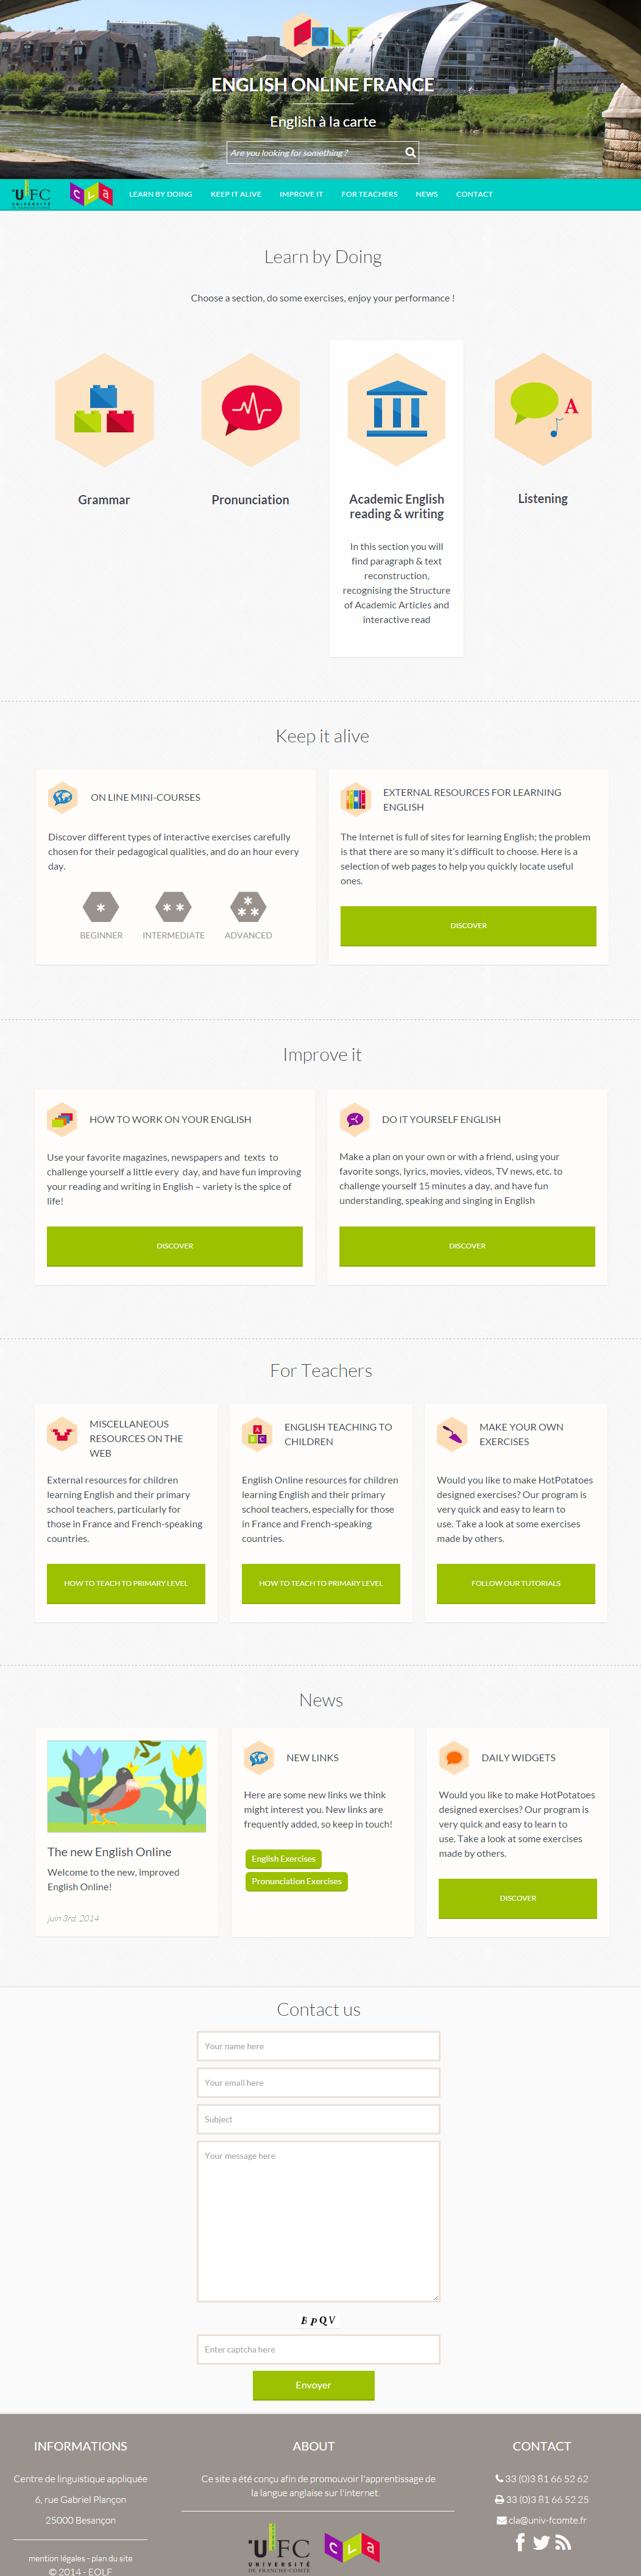 EOLF
ENGLISH ONLINE FRANCE
English à la carte
Are you looking for something ?
UFC
UNIVERSITÉ
DE FRANCHE-COMTÉ
cla
LEARN BY DOING
KEEP IT ALIVE
IMPROVE IT
FOR TEACHERS
NEWS
CONTACT
Learn by Doing
Choose a section, do some exercises, enjoy your performance !
A
Grammar
Pronunciation
Academic English
reading & writing
Listening
In this section you will
find paragraph & text
reconstruction,
recognising the Structure
of Academic Articles and
interactive read
Keep it alive
ON LINE MINI-COURSES
Discover different types of interactive exercises carefully
chosen for their pedagogical qualities, and do an hour every
day.
* ** ***
BEGINNER INTERMEDIATE ADVANCED
EXTERNAL RESOURCES FOR LEARNING
ENGLISH
The Internet is full of sites for learning English; the problem
is that there are so many it's difficult to choose. Here is a
selection of web pages to help you quickly locate useful
ones.
DISCOVER
Improve it
HOW TO WORK ON YOUR ENGLISH
Use your favorite magazines, newspapers and texts to
challenge yourself a little every day, and have fun improving
your reading and writing in English – variety is the spice of
life!
DISCOVER
DO IT YOURSELF ENGLISH
Make a plan on your own or with a friend, using your
favorite songs, lyrics, movies, videos, TV news, etc. to
challenge yourself 15 minutes a day, and have fun
understanding, speaking and singing in English
DISCOVER
For Teachers
MISCELLANEOUS
RESOURCES ON THE
WEB
External resources for children
learning English and their primary
school teachers, particularly for
those in France and French-speaking
countries.
HOW TO TEACH TO PRIMARY LEVEL
A
B C
ENGLISH TEACHING TO
CHILDREN
English Online resources for children
learning English and their primary
school teachers, especially for those
in France and French-speaking
countries.
HOW TO TEACH TO PRIMARY LEVEL
MAKE YOUR OWN
EXERCISES
Would you like to make HotPotatoes
designed exercises? Our program is
very quick and easy to learn to
use. Take a look at some exercises
made by others.
FOLLOW OUR TUTORIALS
News
The new English Online
Welcome to the new, improved
English Online!
juin 3rd, 2014
NEW LINKS
Here are some new links we think
might interest you. New links are
frequently added, so keep in touch!
English Exercises
Pronunciation Exercises
DAILY WIDGETS
Would you like to make HotPotatoes
designed exercises? Our program is
very quick and easy to learn to
use. Take a look at some exercises
made by others.
DISCOVER
Contact us
Your name here
Your email here
Subject
Your message here
B P Q V
Enter captcha here
Envoyer
INFORMATIONS
Centre de linguistique appliquée
6, rue Gabriel Plançon
25000 Besançon
mention légales - plan du site
© 2014 - EOLF
ABOUT
Ce site a été conçu afin de promouvoir l'apprentissage de
la langue anglaise sur l'internet.
UFC
UNIVERSITÉ
DE FRANCHE-COMTÉ
cla
CONTACT
33 (0)3 81 66 52 62
33 (0)3 81 66 52 25
cla@univ-fcomte.fr